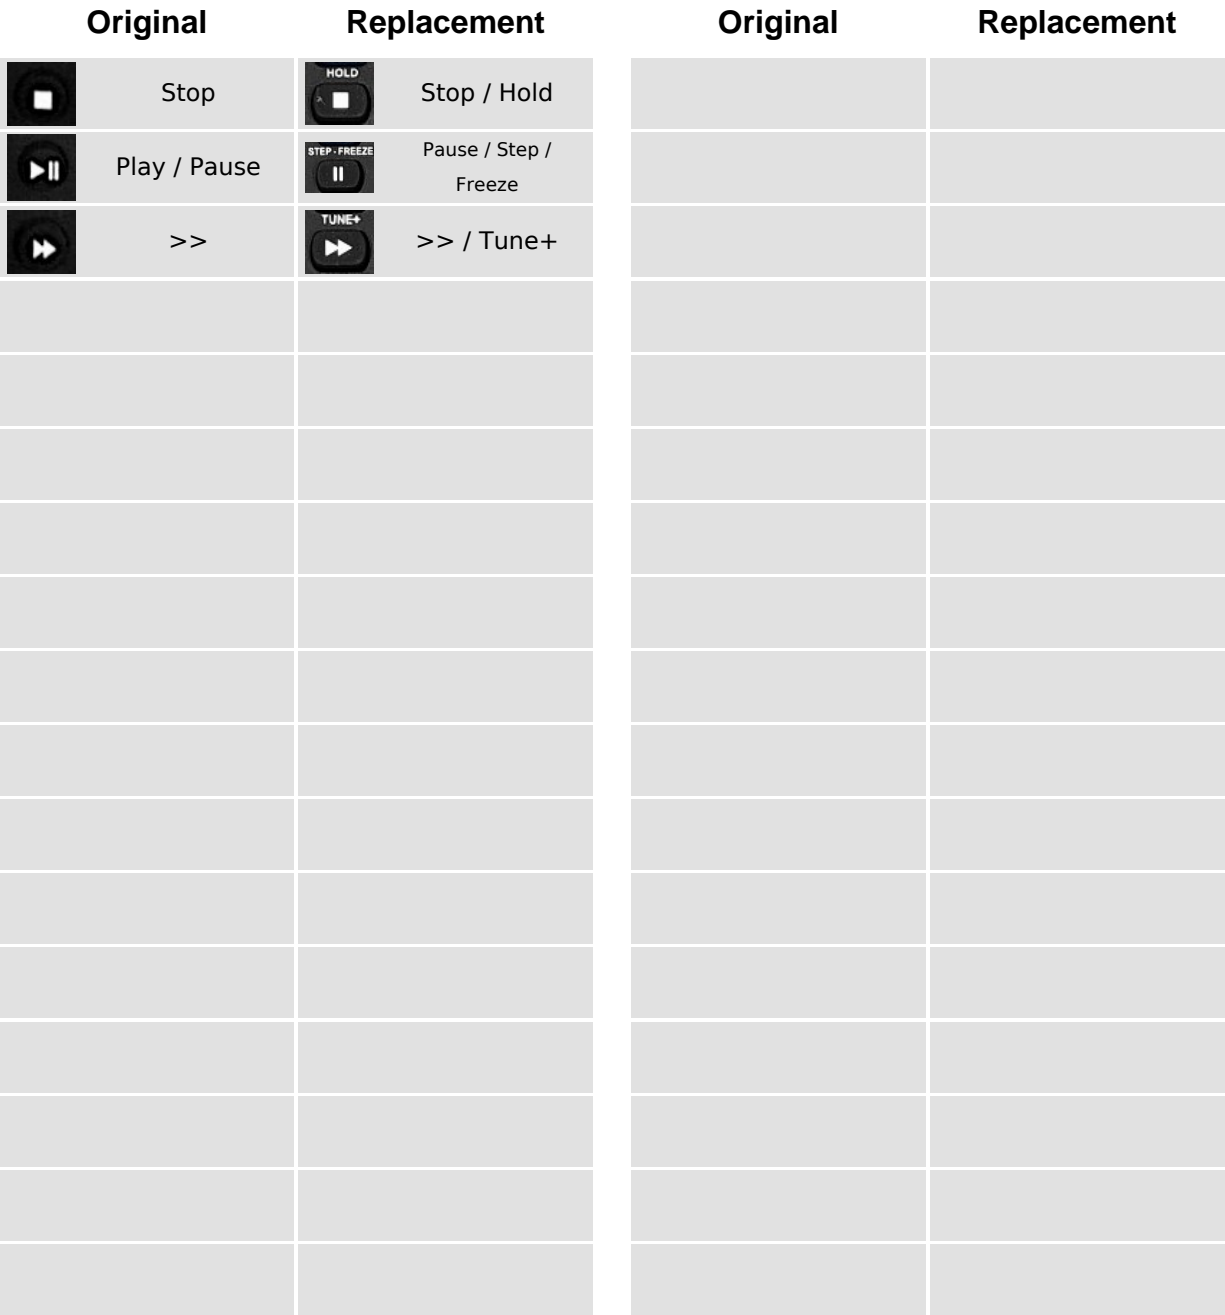 Original Replacement Original Replacement
Stop HOLD Stop / Hold
Play / Pause STEP-FREEZE Pause / Step /
Freeze
>> TUNE+ >> / Tune+